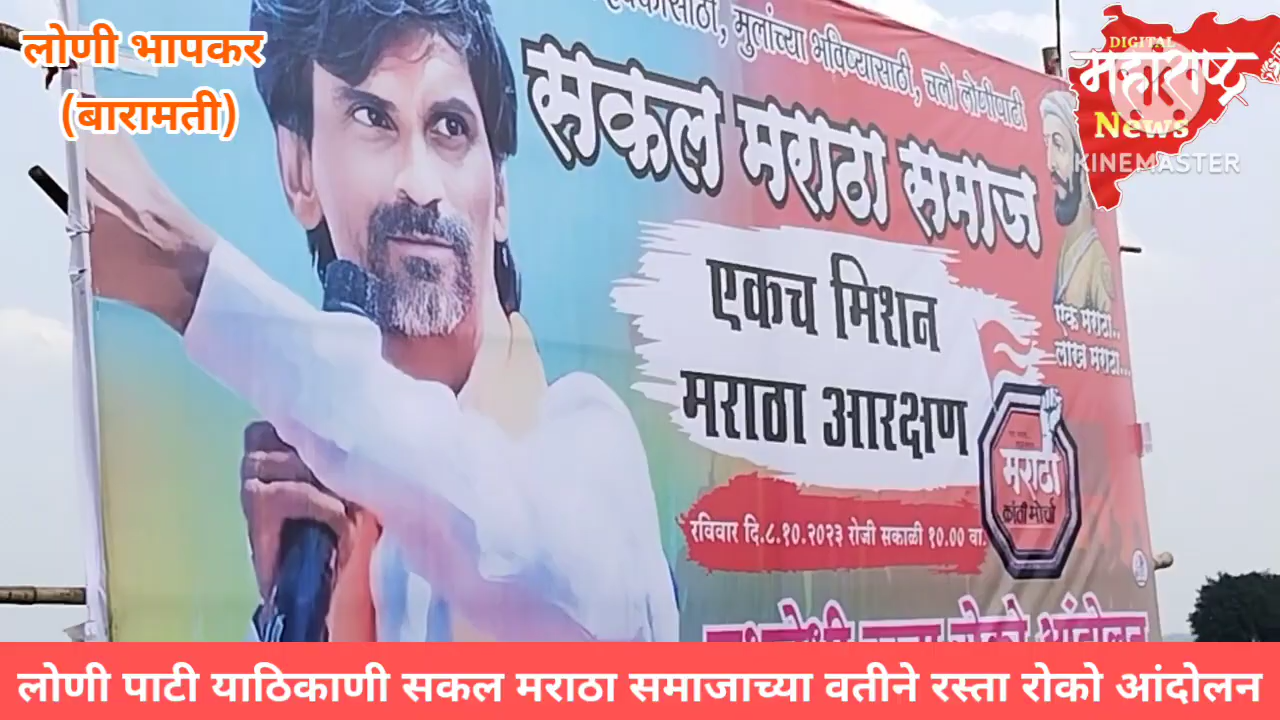 लोणी भापकर
(बारामती)
मुलांच्या भविष्यासाठी, चलो लोणीपाटी
सकल मराठा समाज
एकच मिशन
मराठा आरक्षण
रविवार दि.८.१०.२०२३ रोजी सकाळी १०.०० वा.
रोको आंदोलन
DIGITAL
महाराष्ट्र
News
KINEMASTER
एक मराठा..
लाख मराठा...
मराठा
क्रांती मोर्चा
लोणी पाटी याठिकाणी सकल मराठा समाजाच्या वतीने रस्ता रोको आंदोलन